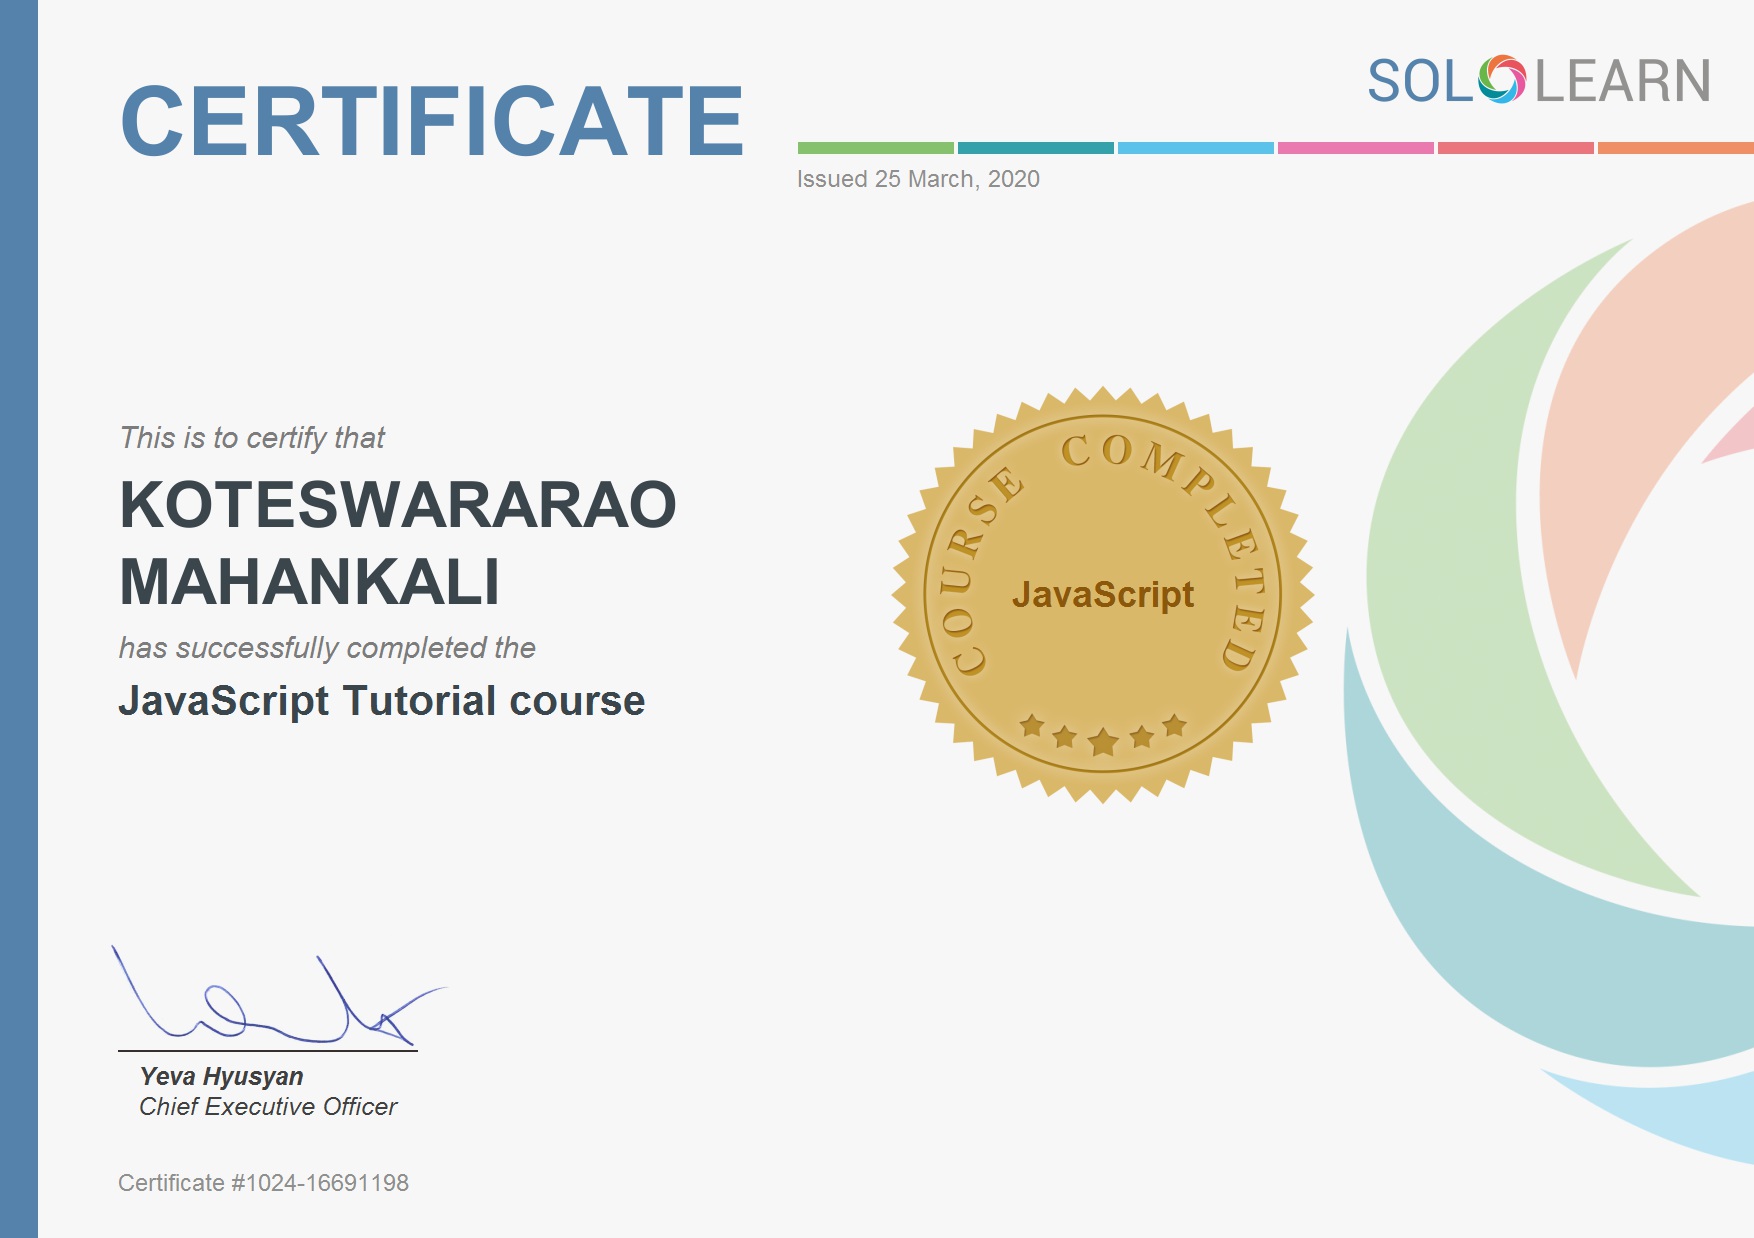 CERTIFICATE
SOLOLEARN
Issued 25 March, 2020
This is to certify that
KOTESWARARAO
MAHANKALI
has successfully completed the
JavaScript Tutorial course
COURSE COMPLETED
JavaScript
Yeva Hyusyan
Chief Executive Officer
Certificate #1024-16691198